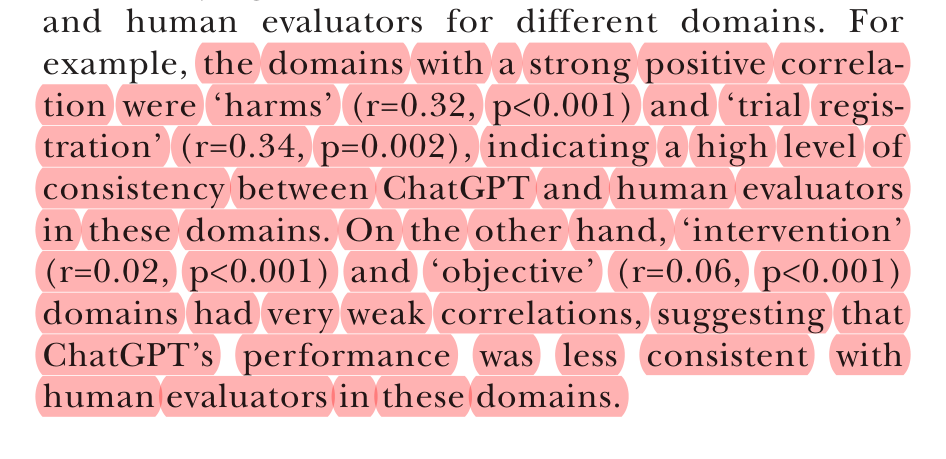 and human evaluators for different domains. For
example, the domains with a strong positive correla-
tion were ‘harms’ (r=0.32, p<0.001) and ‘trial regis-
tration’ (r=0.34, p=0.002), indicating a high level of
consistency between ChatGPT and human evaluators
in these domains. On the other hand, ‘intervention’
(r=0.02, p<0.001) and ‘objective’ (r=0.06, p<0.001)
domains had very weak correlations, suggesting that
ChatGPT’s performance was less consistent with
human evaluators in these domains.